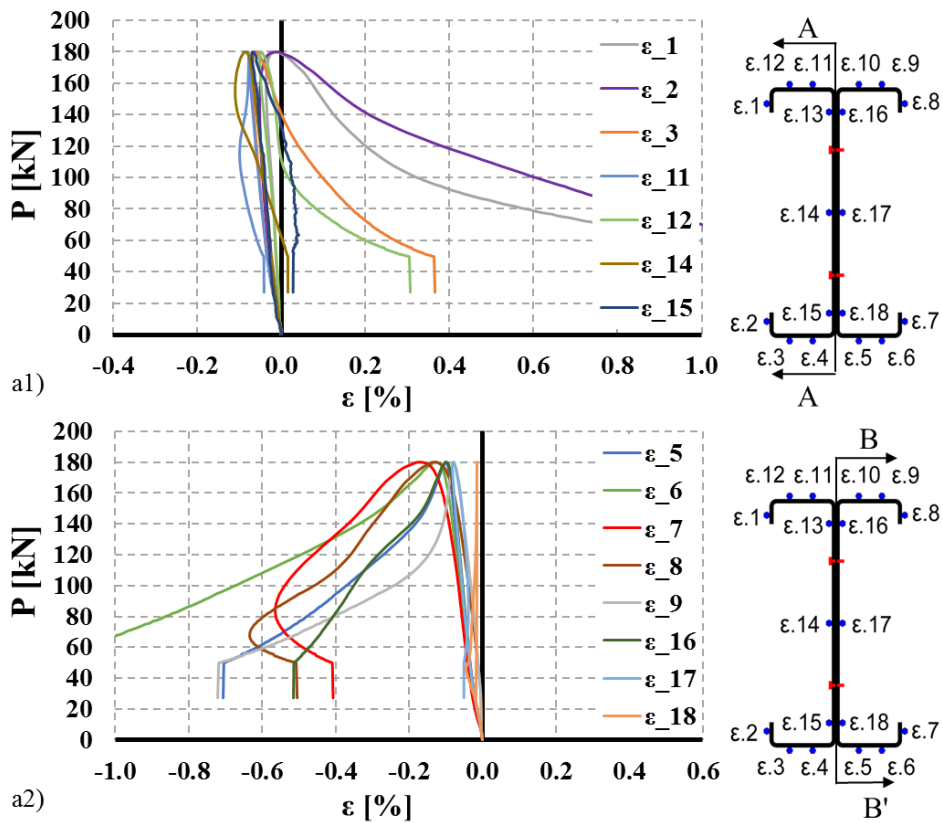 200
180
160
140
120
100
80
60
40
20
0
P [kN]
-0.4 -0.2 0.0 0.2 0.4 0.6 0.8 1.0
ε [%]
a1)
ε_1
ε_2
ε_3
ε_11
ε_12
ε_14
ε_15
A
ε.12 ε.11 ε.10 ε.9
ε.1 ε.13 ε.16 ε.8
ε.14 ε.17
ε.2 ε.15 ε.18 ε.7
ε.3 ε.4 ε.5 ε.6
A
200
180
160
140
120
100
80
60
40
20
0
P [kN]
-1.0 -0.8 -0.6 -0.4 -0.2 0.0 0.2 0.4 0.6
ε [%]
a2)
ε_5
ε_6
ε_7
ε_8
ε_9
ε_16
ε_17
ε_18
B
ε.12 ε.11 ε.10 ε.9
ε.1 ε.13 ε.16 ε.8
ε.14 ε.17
ε.2 ε.15 ε.18 ε.7
ε.3 ε.4 ε.5 ε.6
B'